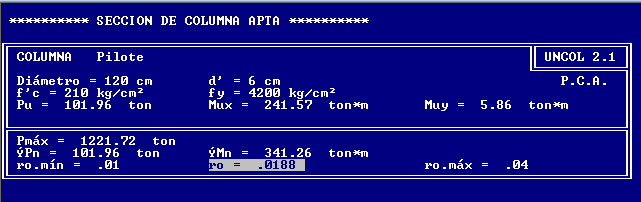 ********** SECCION DE COLUMNA APTA **********
COLUMNA Pilote UNCOL 2.1
Diámetro = 120 cm d' = 6 cm P.C.A.
f'c = 210 kg/cm² fy = 4200 kg/cm²
Pu = 101.96 ton Mux = 241.57 ton*m Muy = 5.86 ton*m
Pmáx = 1221.72 ton
ýPn = 101.96 ton ýMn = 341.26 ton*m
ro.mín = .01 ro = .0188 ro.máx = .04